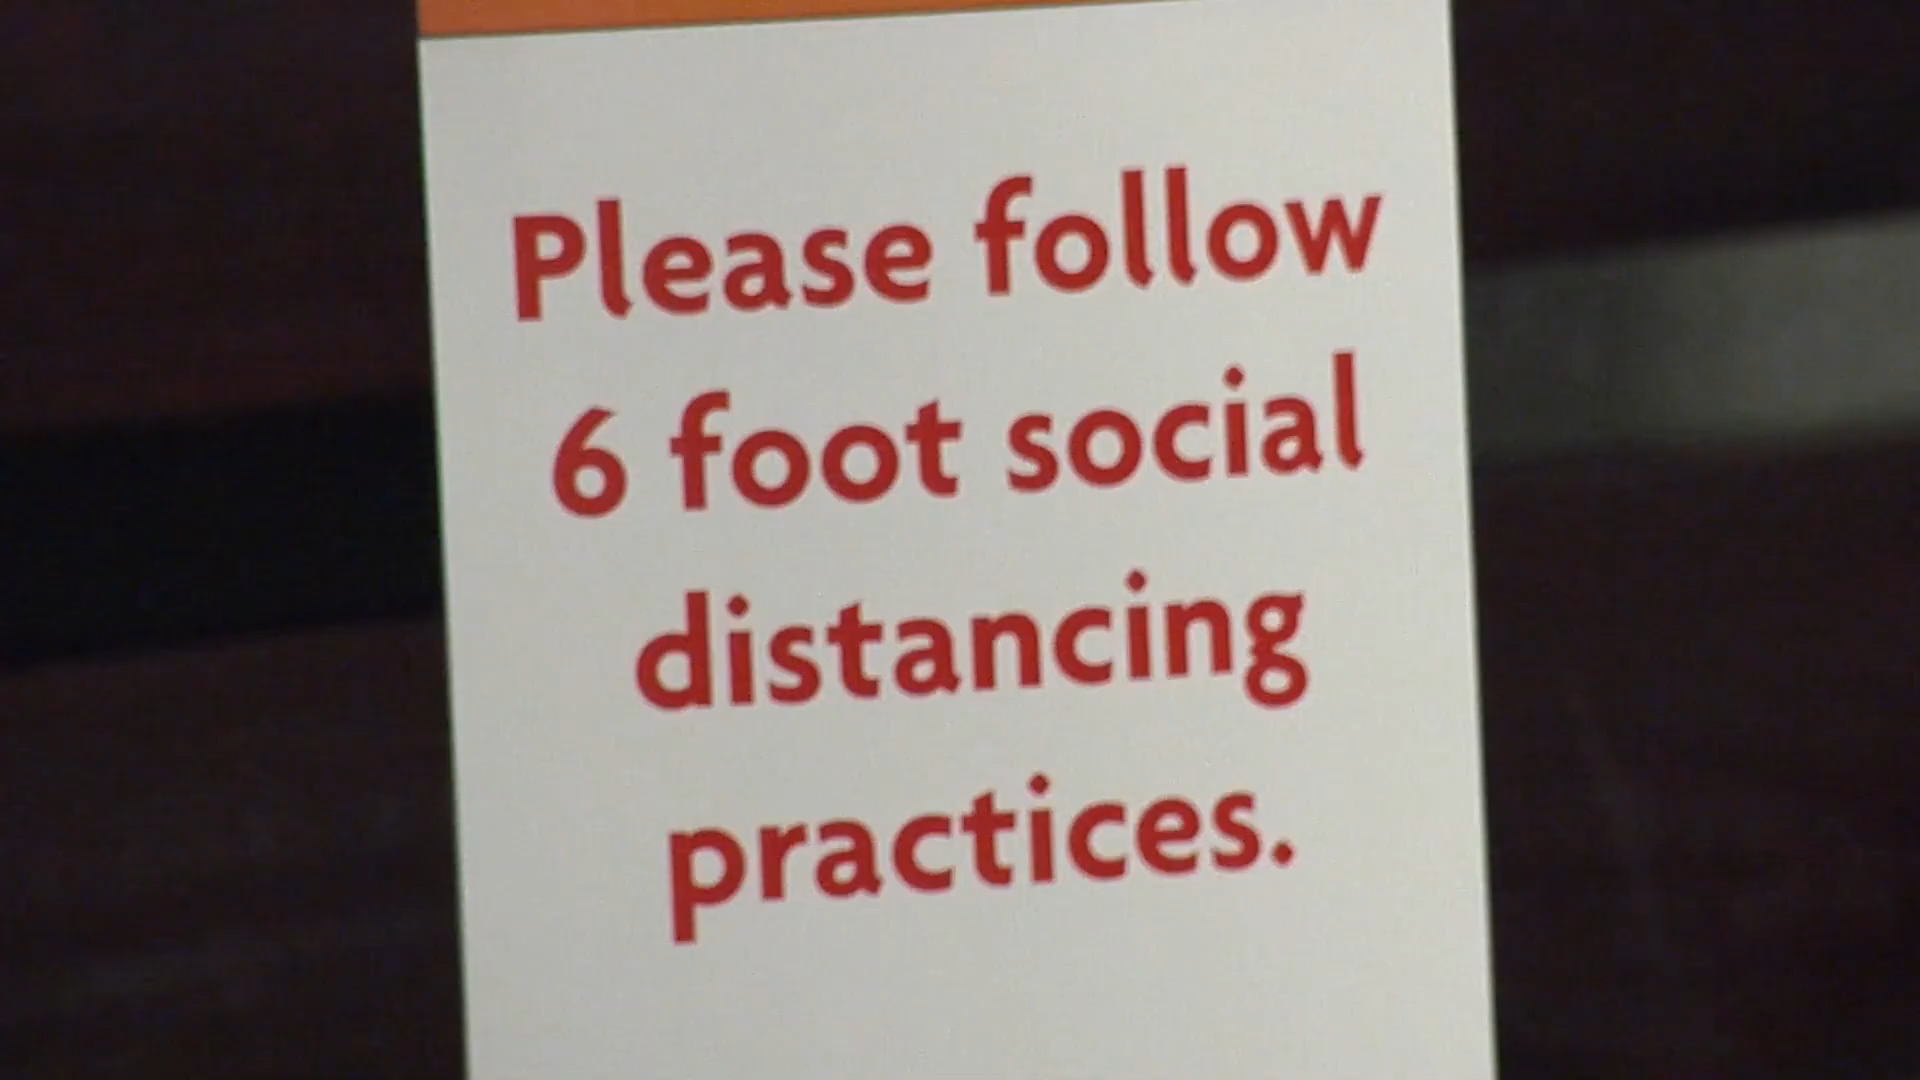 Please follow
6 foot social
distancing
practices.